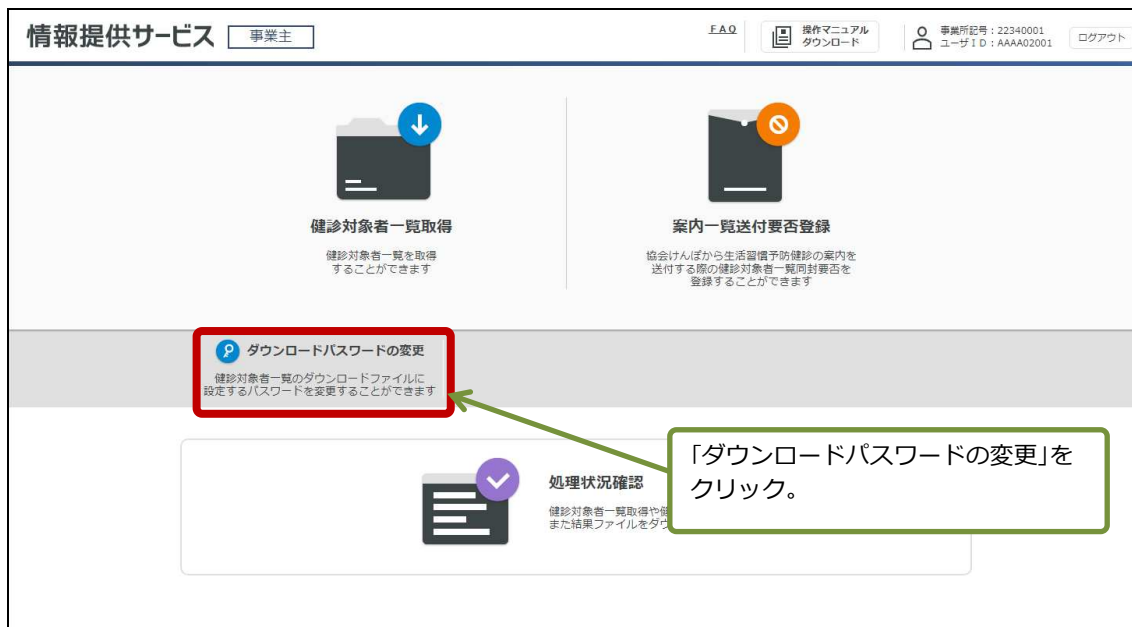 情報提供サービス 事業主
FAQ
操作マニュアル
ダウンロード
事業所記号：22340001
ユーザID：AAAA02001
ログアウト
健診対象者一覧取得
健診対象者一覧を取得
することができます
案内一覧送付要否登録
協会けんぽから生活習慣予防健診の案内を
送付する際の健診対象者一覧同封要否を
登録することができます
ダウンロードパスワードの変更
健診対象者一覧のダウンロードファイルに
設定するパスワードを変更することができます
「ダウンロードパスワードの変更」を
クリック。
処理状況確認
健診対象者一覧取得や
また結果ファイルをダウ